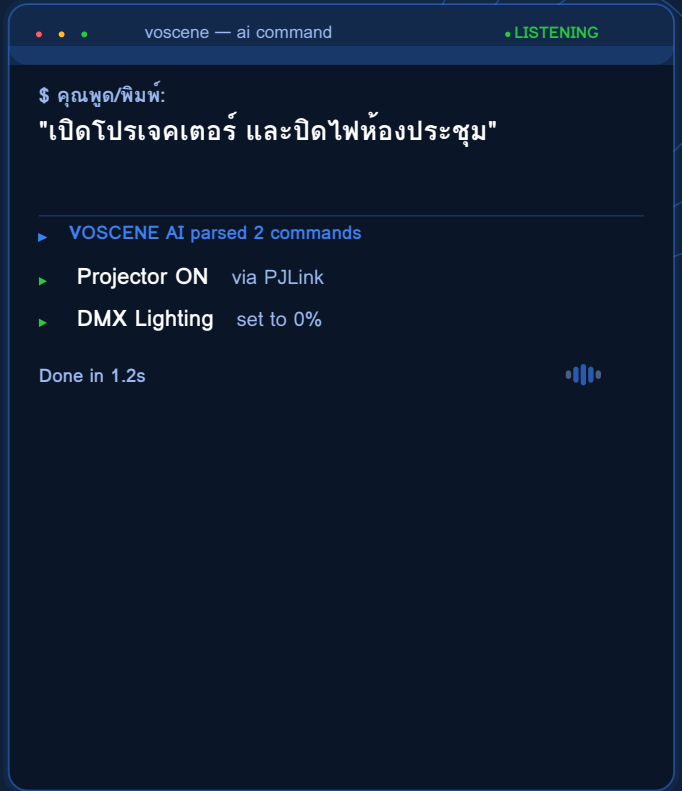 voscene — ai command
• LISTENING
$ คุณพูด/พิมพ์:
"เปิดโปรเจคเตอร์ และปิดไฟห้องประชุม"
▶ VOSCENE AI parsed 2 commands
▶ Projector ON via PJLink
▶ DMX Lighting set to 0%
Done in 1.2s